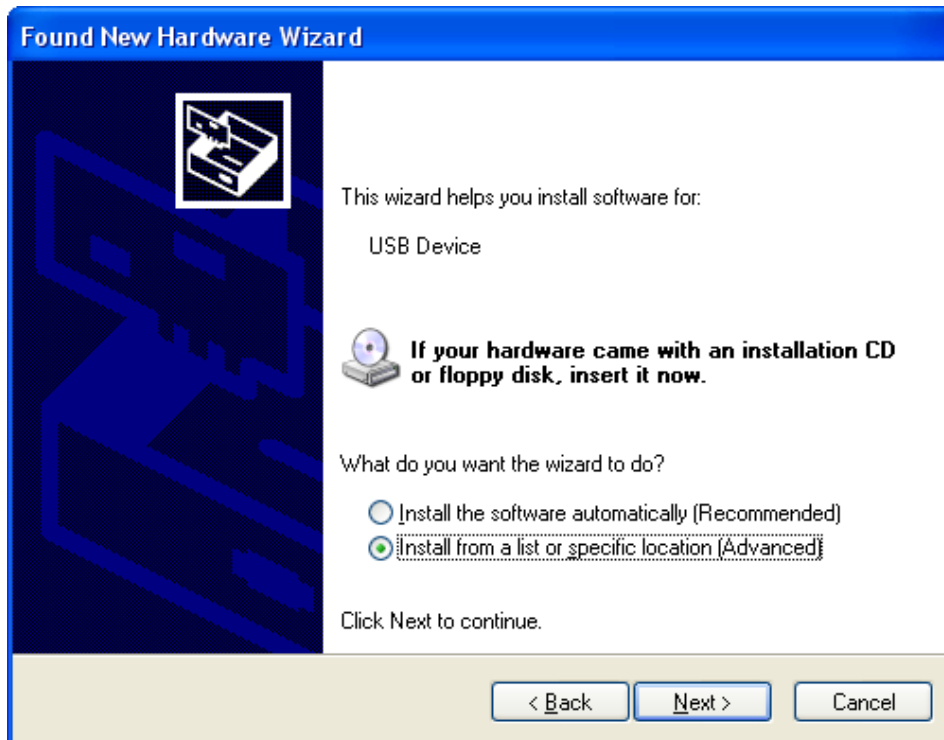 Found New Hardware Wizard
This wizard helps you install software for:
USB Device
If your hardware came with an installation CD
or floppy disk, insert it now.
What do you want the wizard to do?
Install the software automatically (Recommended)
Install from a list or specific location (Advanced)
Click Next to continue.
< Back
Next >
Cancel